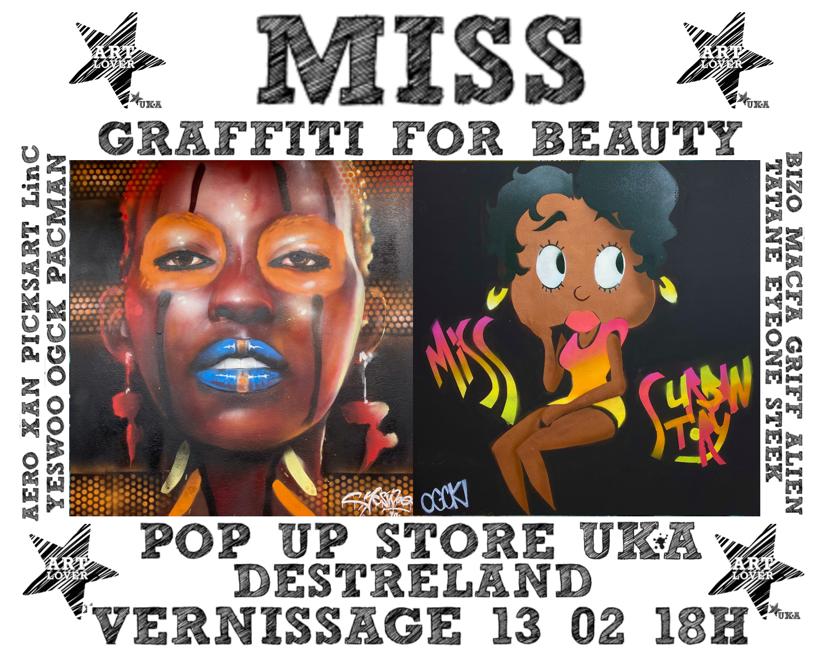 MISS
ART
LOVER
UKA
ART
LOVER
UKA
GRAFFITI FOR BEAUTY
AERO XAN PICKSART LinC
YESWOO OGCK PACMAN
MISS
OGCK
BIZO MACFA GRIFF ALIEN
TATANE EYEONE STEEK
POP UP STORE UKA
DESTRELAND
VERNISSAGE 13 02 18H
ART
LOVER
ART
LOVER
UKA